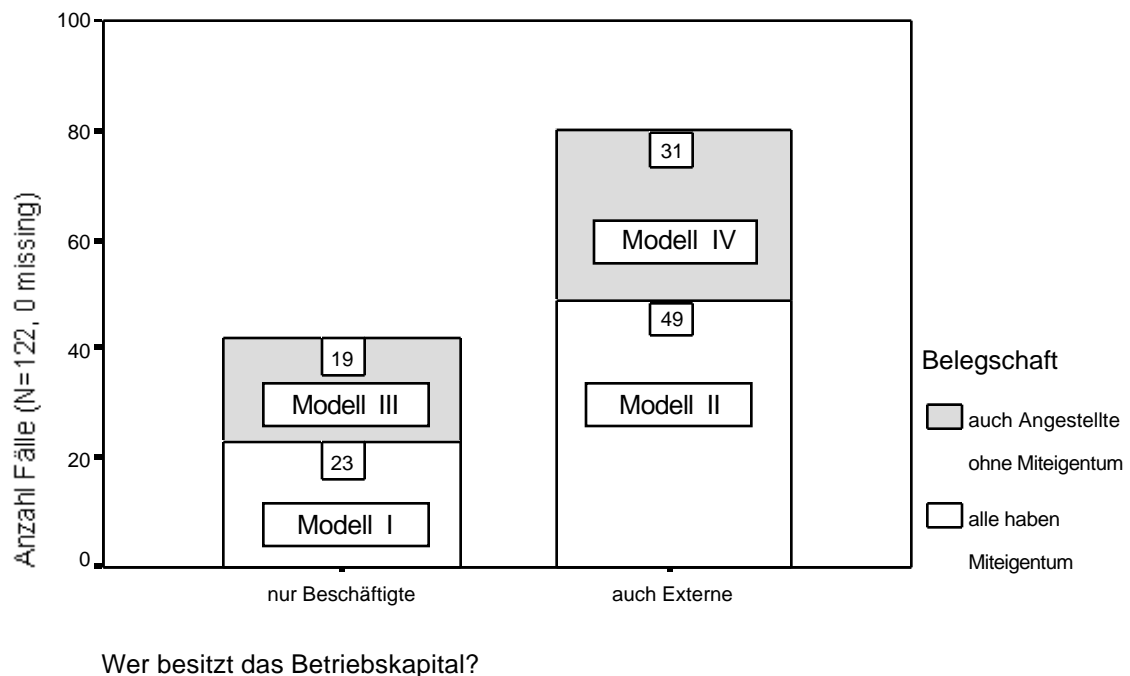 100
80
60
40
20
0
Anzahl Fälle (N=122, 0 missing)
31
Modell IV
49
Modell II
19
Modell III
23
Modell I
nur Beschäftigte
auch Externe
Wer besitzt das Betriebskapital?
Belegschaft
auch Angestellte
ohne Miteigentum
alle haben
Miteigentum